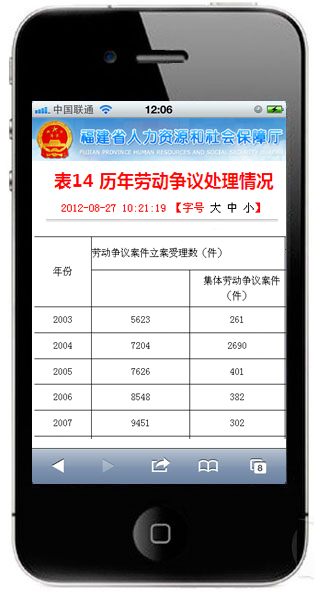 中国联通 12:06
福建省人力资源和社会保障厅
FUJIAN PROVINCE HUMAN RESOURCES AND SOCIAL SECURITY
表14 历年劳动争议处理情况
2012-08-27 10:21:19 【字号 大 中 小】
年份
劳动争议案件立案受理数（件）
集体劳动争议案件
（件）
2003 5623 261
2004 7204 2690
2005 7626 401
2006 8548 382
2007 9451 302
8